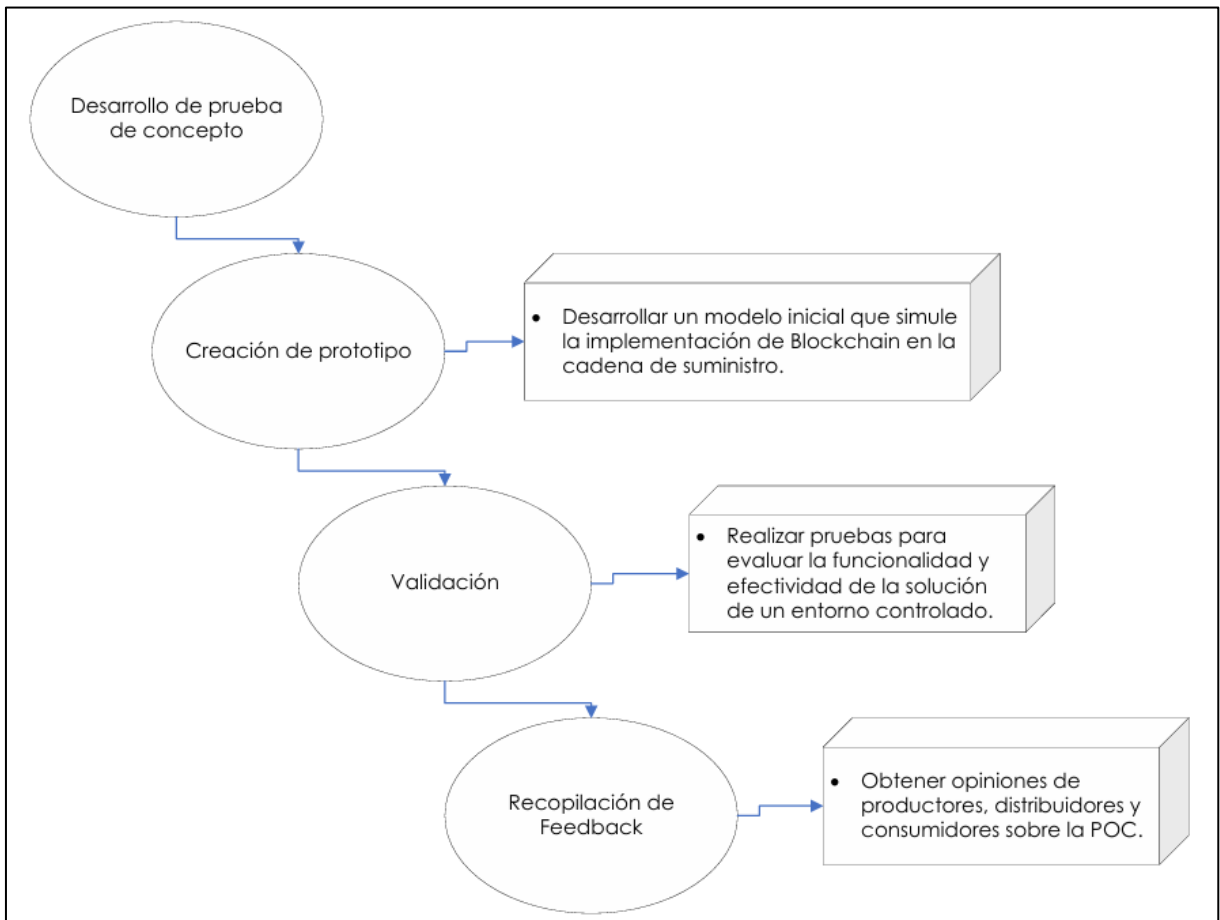 Desarrollo de prueba
de concepto
Creación de prototipo
• Desarrollar un modelo inicial que simule
la implementación de Blockchain en la
cadena de suministro.
Validación
• Realizar pruebas para
evaluar la funcionalidad y
efectividad de la solución
de un entorno controlado.
Recopilación de
Feedback
• Obtener opiniones de
productores, distribuidores y
consumidores sobre la POC.